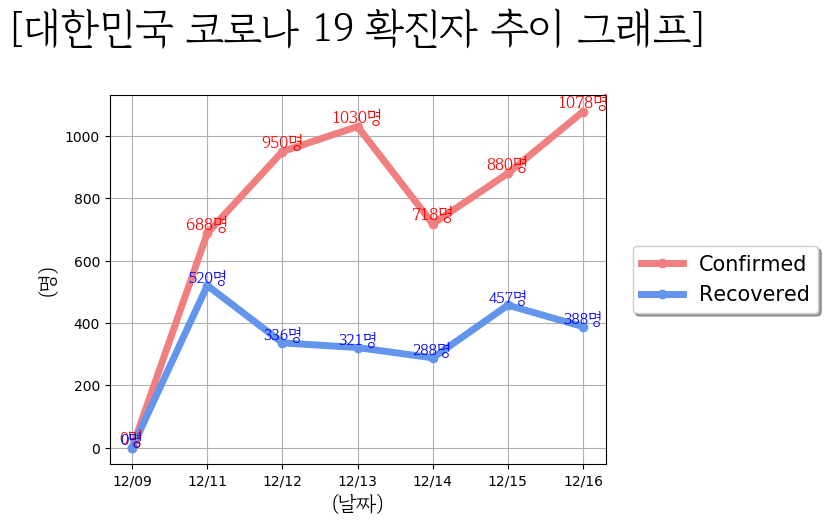 [대한민국 코로나 19 확진자 추이 그래프]
1078명
1030명
1000
950명
880명
800
718명
688명
600
520명
457명
400
388명
336명
321명
288명
200
0명
0명
0
(명)
12/09 12/11 12/12 12/13 12/14 12/15 12/16
(날짜)
Confirmed
Recovered